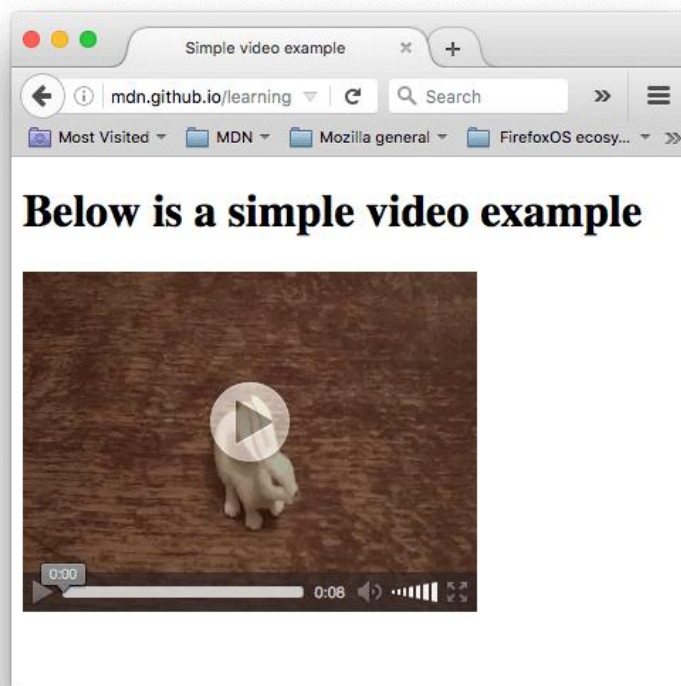 Simple video example
mdn.github.io/learning
Search
Most Visited
MDN
Mozilla general
FirefoxOS ecosy...
Below is a simple video example
0:00
0:08